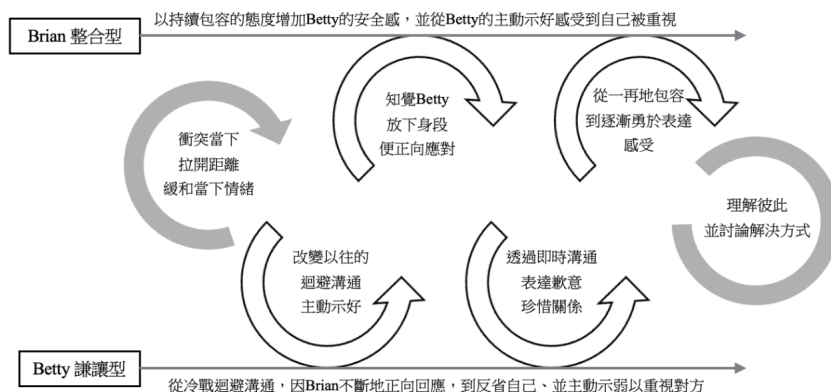 以持續包容的態度增加Betty的安全感，並從Betty的主動示好感受到自己被重視
Brian 整合型
知覺Betty
放下身段
便正向應對
從一再地包容
到逐漸勇於表達
感受
衝突當下
拉開距離
緩和當下情緒
理解彼此
並討論解決方式
改變以往的
迴避溝通
主動示好
透過即時溝通
表達歉意
珍惜關係
Betty 謙讓型
從冷戰迴避溝通，因Brian不斷地正向回應，到反省自己、並主動示弱以重視對方